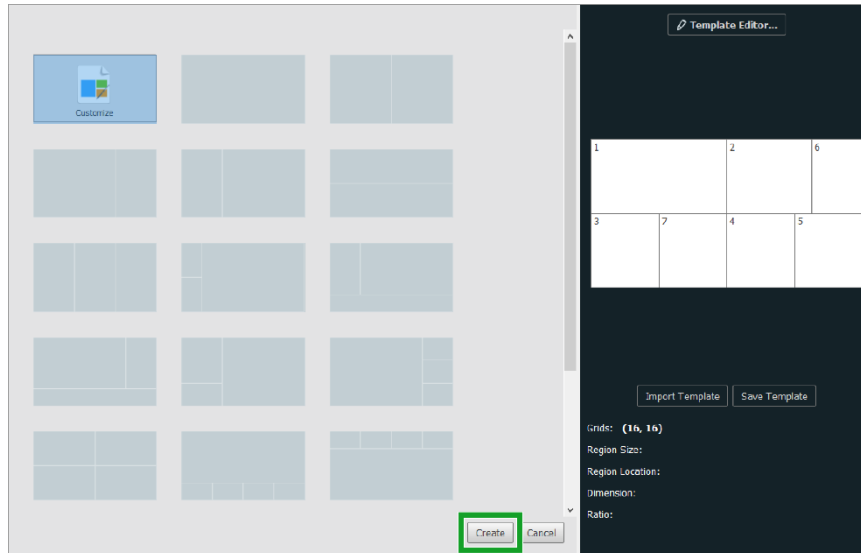 Template Editor...
Customize
1
2
6
3
7
4
5
Import Template
Save Template
Grids: (16, 16)
Region Size:
Region Location:
Dimension:
Ratio:
Create
Cancel